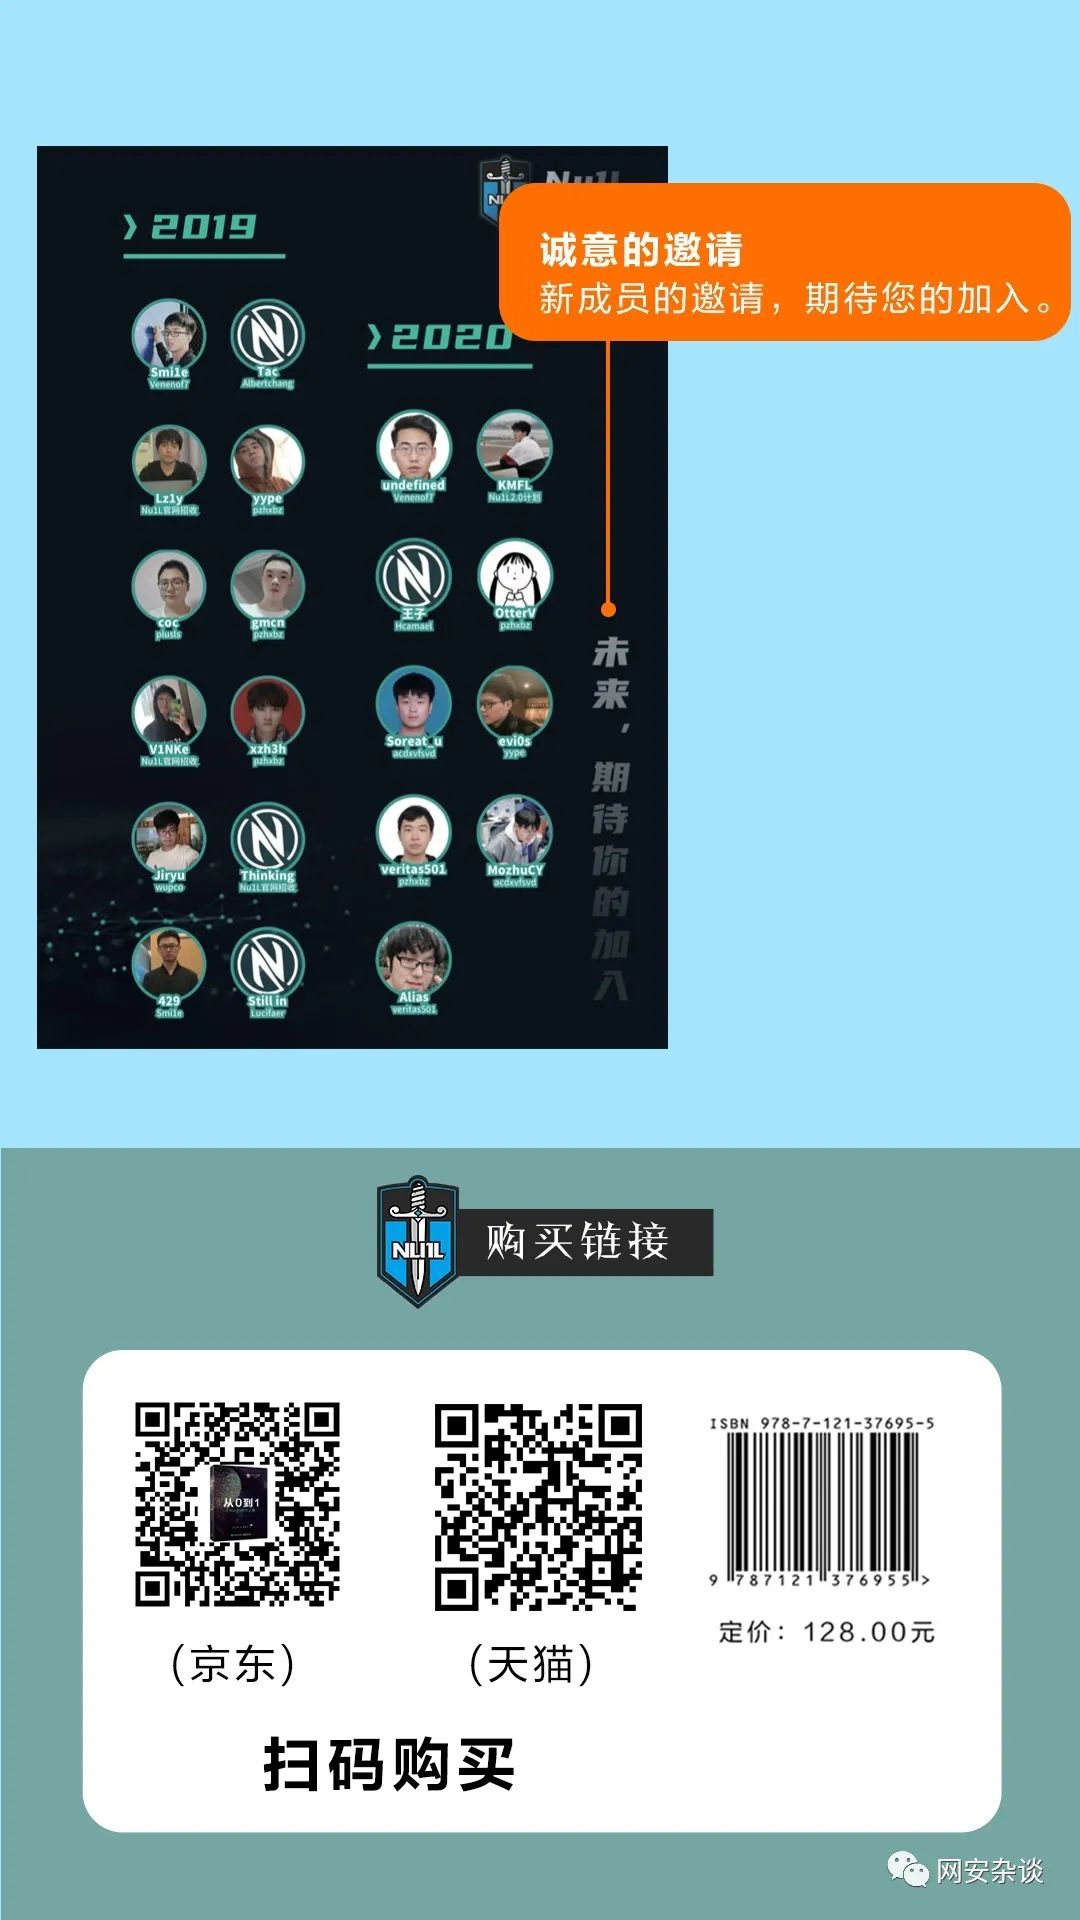 Nu1L
NU1L
诚意的邀请
新成员的邀请，期待您的加入。
2019
Smi1e
Venenof7
Tac
Albertchang
Lz1y
Nu1L官网招收
yype
pzhxbz
coc
plusls
gmcn
pzhxbz
V1NKe
Nu1L官网招收
xzh3h
pzhxbz
Jiryu
wupco
Thinking
Nu1L官网招收
429
Smi1e
Still in
Lucifaer
2020
undefined
Venenof7
KMFL
Nu1L2.0计划
王子
Hcamael
OtterV
pzhxbz
Soreat_u
acdxvfsvd
evi0s
yype
veritas501
pzhxbz
MozhuCY
acdxvfsvd
Alias
veritas501
未来，期待你的加入
NU1L
购买链接
从0到1
（京东）
（天猫）
ISBN 978-7-121-37695-5
9 787121 376955 >
定价：128.00元
扫码购买
网安杂谈